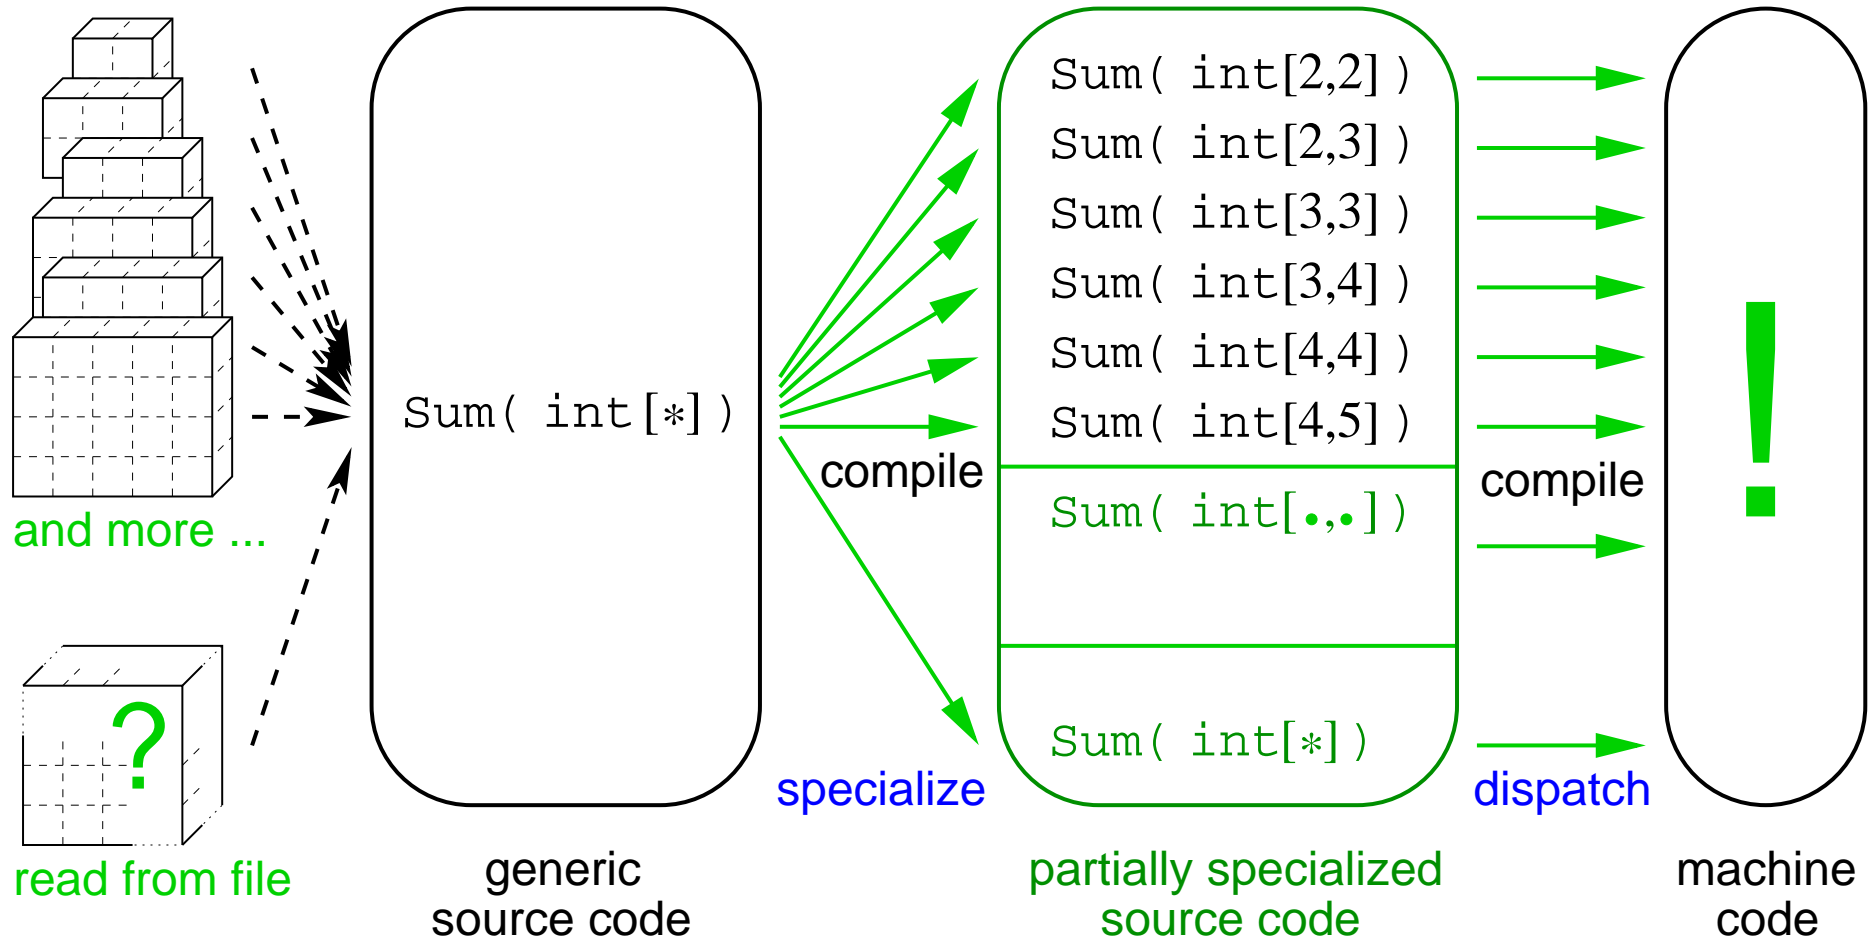 and more ...
?
read from file
Sum( int[*])
generic
source code
compile
specialize
Sum( int[2,2] )
Sum( int[2,3] )
Sum( int[3,3] )
Sum( int[3,4] )
Sum( int[4,4] )
Sum( int[4,5] )
Sum( int[•,•] )
Sum( int[*] )
partially specialized
source code
compile
dispatch
!
machine
code